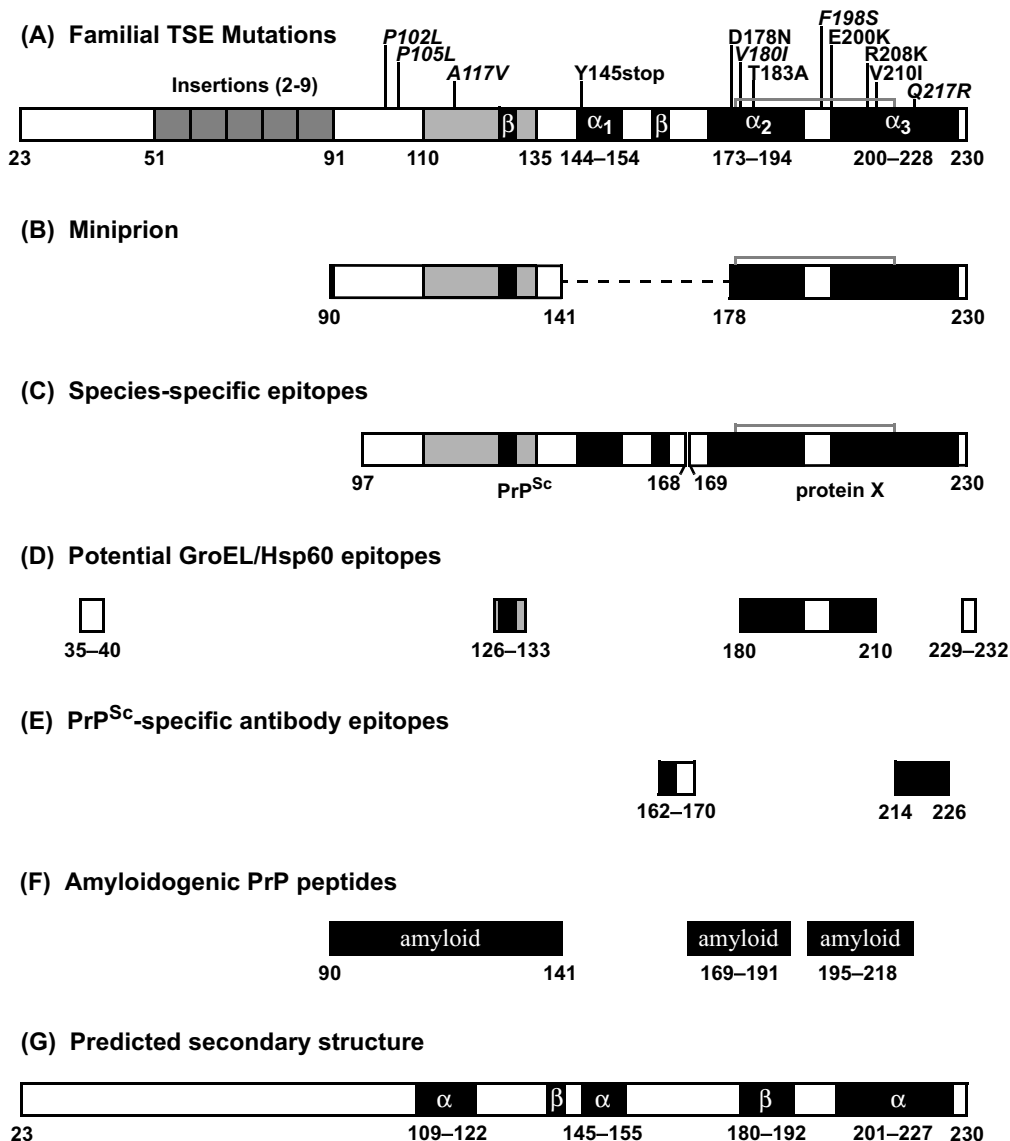 (A) Familial TSE Mutations
P102L
P105L
A117V
Y145stop
D178N
V180I
T183A
F198S
E200K
R208K
V210I
Q217R
Insertions (2-9)
β α1 β α2 α3
23 51 91 110 135 144–154 173–194 200–228 230
(B) Miniprion
90 141 178 230
(C) Species-specific epitopes
97 PrPSc 168 169 protein X 230
(D) Potential GroEL/Hsp60 epitopes
35–40 126–133 180 210 229–232
(E) PrPSc-specific antibody epitopes
162–170 214 226
(F) Amyloidogenic PrP peptides
amyloid amyloid amyloid
90 141 169–191 195–218
(G) Predicted secondary structure
α β α β α
23 109–122 145–155 180–192 201–227 230